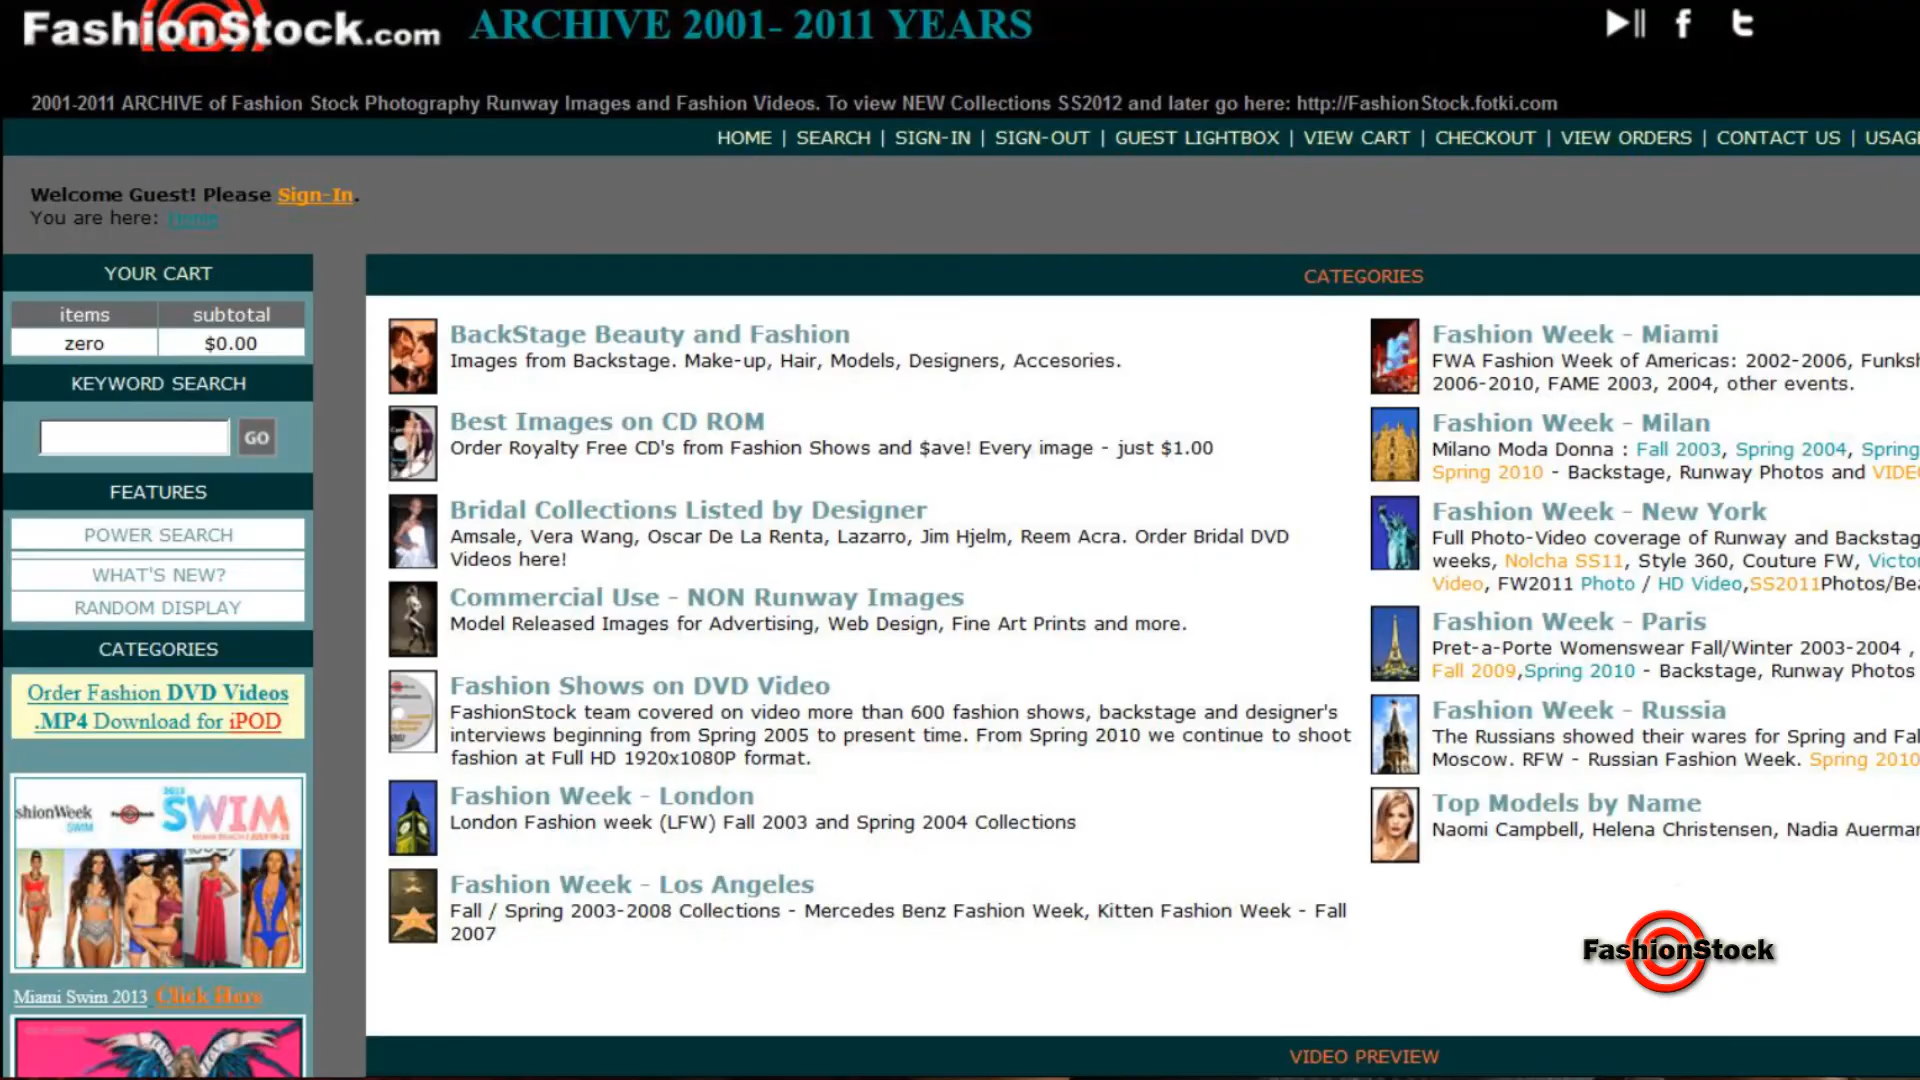 FashionStock.com
ARCHIVE 2001- 2011 YEARS
2001-2011 ARCHIVE of Fashion Stock Photography Runway Images and Fashion Videos. To view NEW Collections SS2012 and later go here: http://FashionStock.fotki.com
HOME | SEARCH | SIGN-IN | SIGN-OUT | GUEST LIGHTBOX | VIEW CART | CHECKOUT | VIEW ORDERS | CONTACT US | USAG
Welcome Guest! Please Sign-In.
You are here: Home
YOUR CART
items subtotal
zero $0.00
KEYWORD SEARCH
GO
FEATURES
POWER SEARCH
WHAT'S NEW?
RANDOM DISPLAY
CATEGORIES
Order Fashion DVD Videos
.MP4 Download for iPOD
shionWeek
SWIM
SWIM
Miami Swim 2013 Click Here
CATEGORIES
BackStage Beauty and Fashion
Images from Backstage. Make-up, Hair, Models, Designers, Accesories.
Best Images on CD ROM
Order Royalty Free CD's from Fashion Shows and $ave! Every image - just $1.00
Bridal Collections Listed by Designer
Amsale, Vera Wang, Oscar De La Renta, Lazarro, Jim Hjelm, Reem Acra. Order Bridal DVD
Videos here!
Commercial Use - NON Runway Images
Model Released Images for Advertising, Web Design, Fine Art Prints and more.
Fashion Shows on DVD Video
FashionStock team covered on video more than 600 fashion shows, backstage and designer's
interviews beginning from Spring 2005 to present time. From Spring 2010 we continue to shoot
fashion at Full HD 1920x1080P format.
Fashion Week - London
London Fashion week (LFW) Fall 2003 and Spring 2004 Collections
Fashion Week - Los Angeles
Fall / Spring 2003-2008 Collections - Mercedes Benz Fashion Week, Kitten Fashion Week - Fall
2007
Fashion Week - Miami
FWA Fashion Week of Americas: 2002-2006, Funksh
2006-2010, FAME 2003, 2004, other events.
Fashion Week - Milan
Milano Moda Donna : Fall 2003, Spring 2004, Spring
Spring 2010 - Backstage, Runway Photos and VIDE
Fashion Week - New York
Full Photo-Video coverage of Runway and Backstag
weeks, Nolcha SS11, Style 360, Couture FW, Victo
Video, FW2011 Photo / HD Video,SS2011Photos/Bea
Fashion Week - Paris
Pret-a-Porte Womenswear Fall/Winter 2003-2004 ,
Fall 2009,Spring 2010 - Backstage, Runway Photos
Fashion Week - Russia
The Russians showed their wares for Spring and Fal
Moscow. RFW - Russian Fashion Week. Spring 2010
Top Models by Name
Naomi Campbell, Helena Christensen, Nadia Auerma
FashionStock
VIDEO PREVIEW